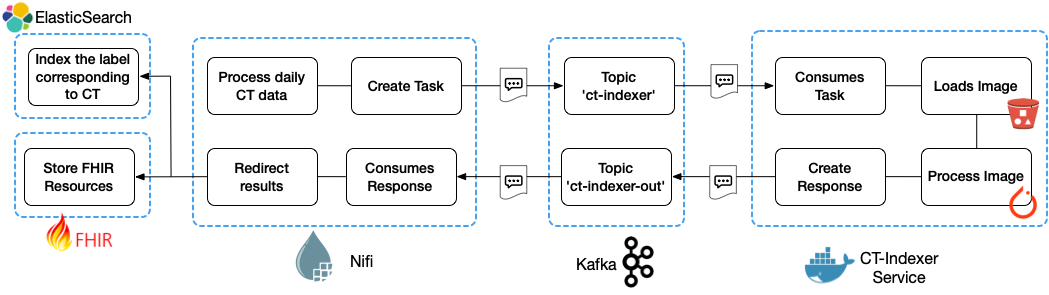 ElasticSearch
Index the label
corresponding
to CT
Process daily
CT data
Create Task
Topic
'ct-indexer'
Consumes
Task
Loads Image
Store FHIR
Resources
Redirect
results
Consumes
Response
Topic
'ct-indexer-out'
Create
Response
Process Image
FHIR
Nifi
Kafka
CT-Indexer
Service